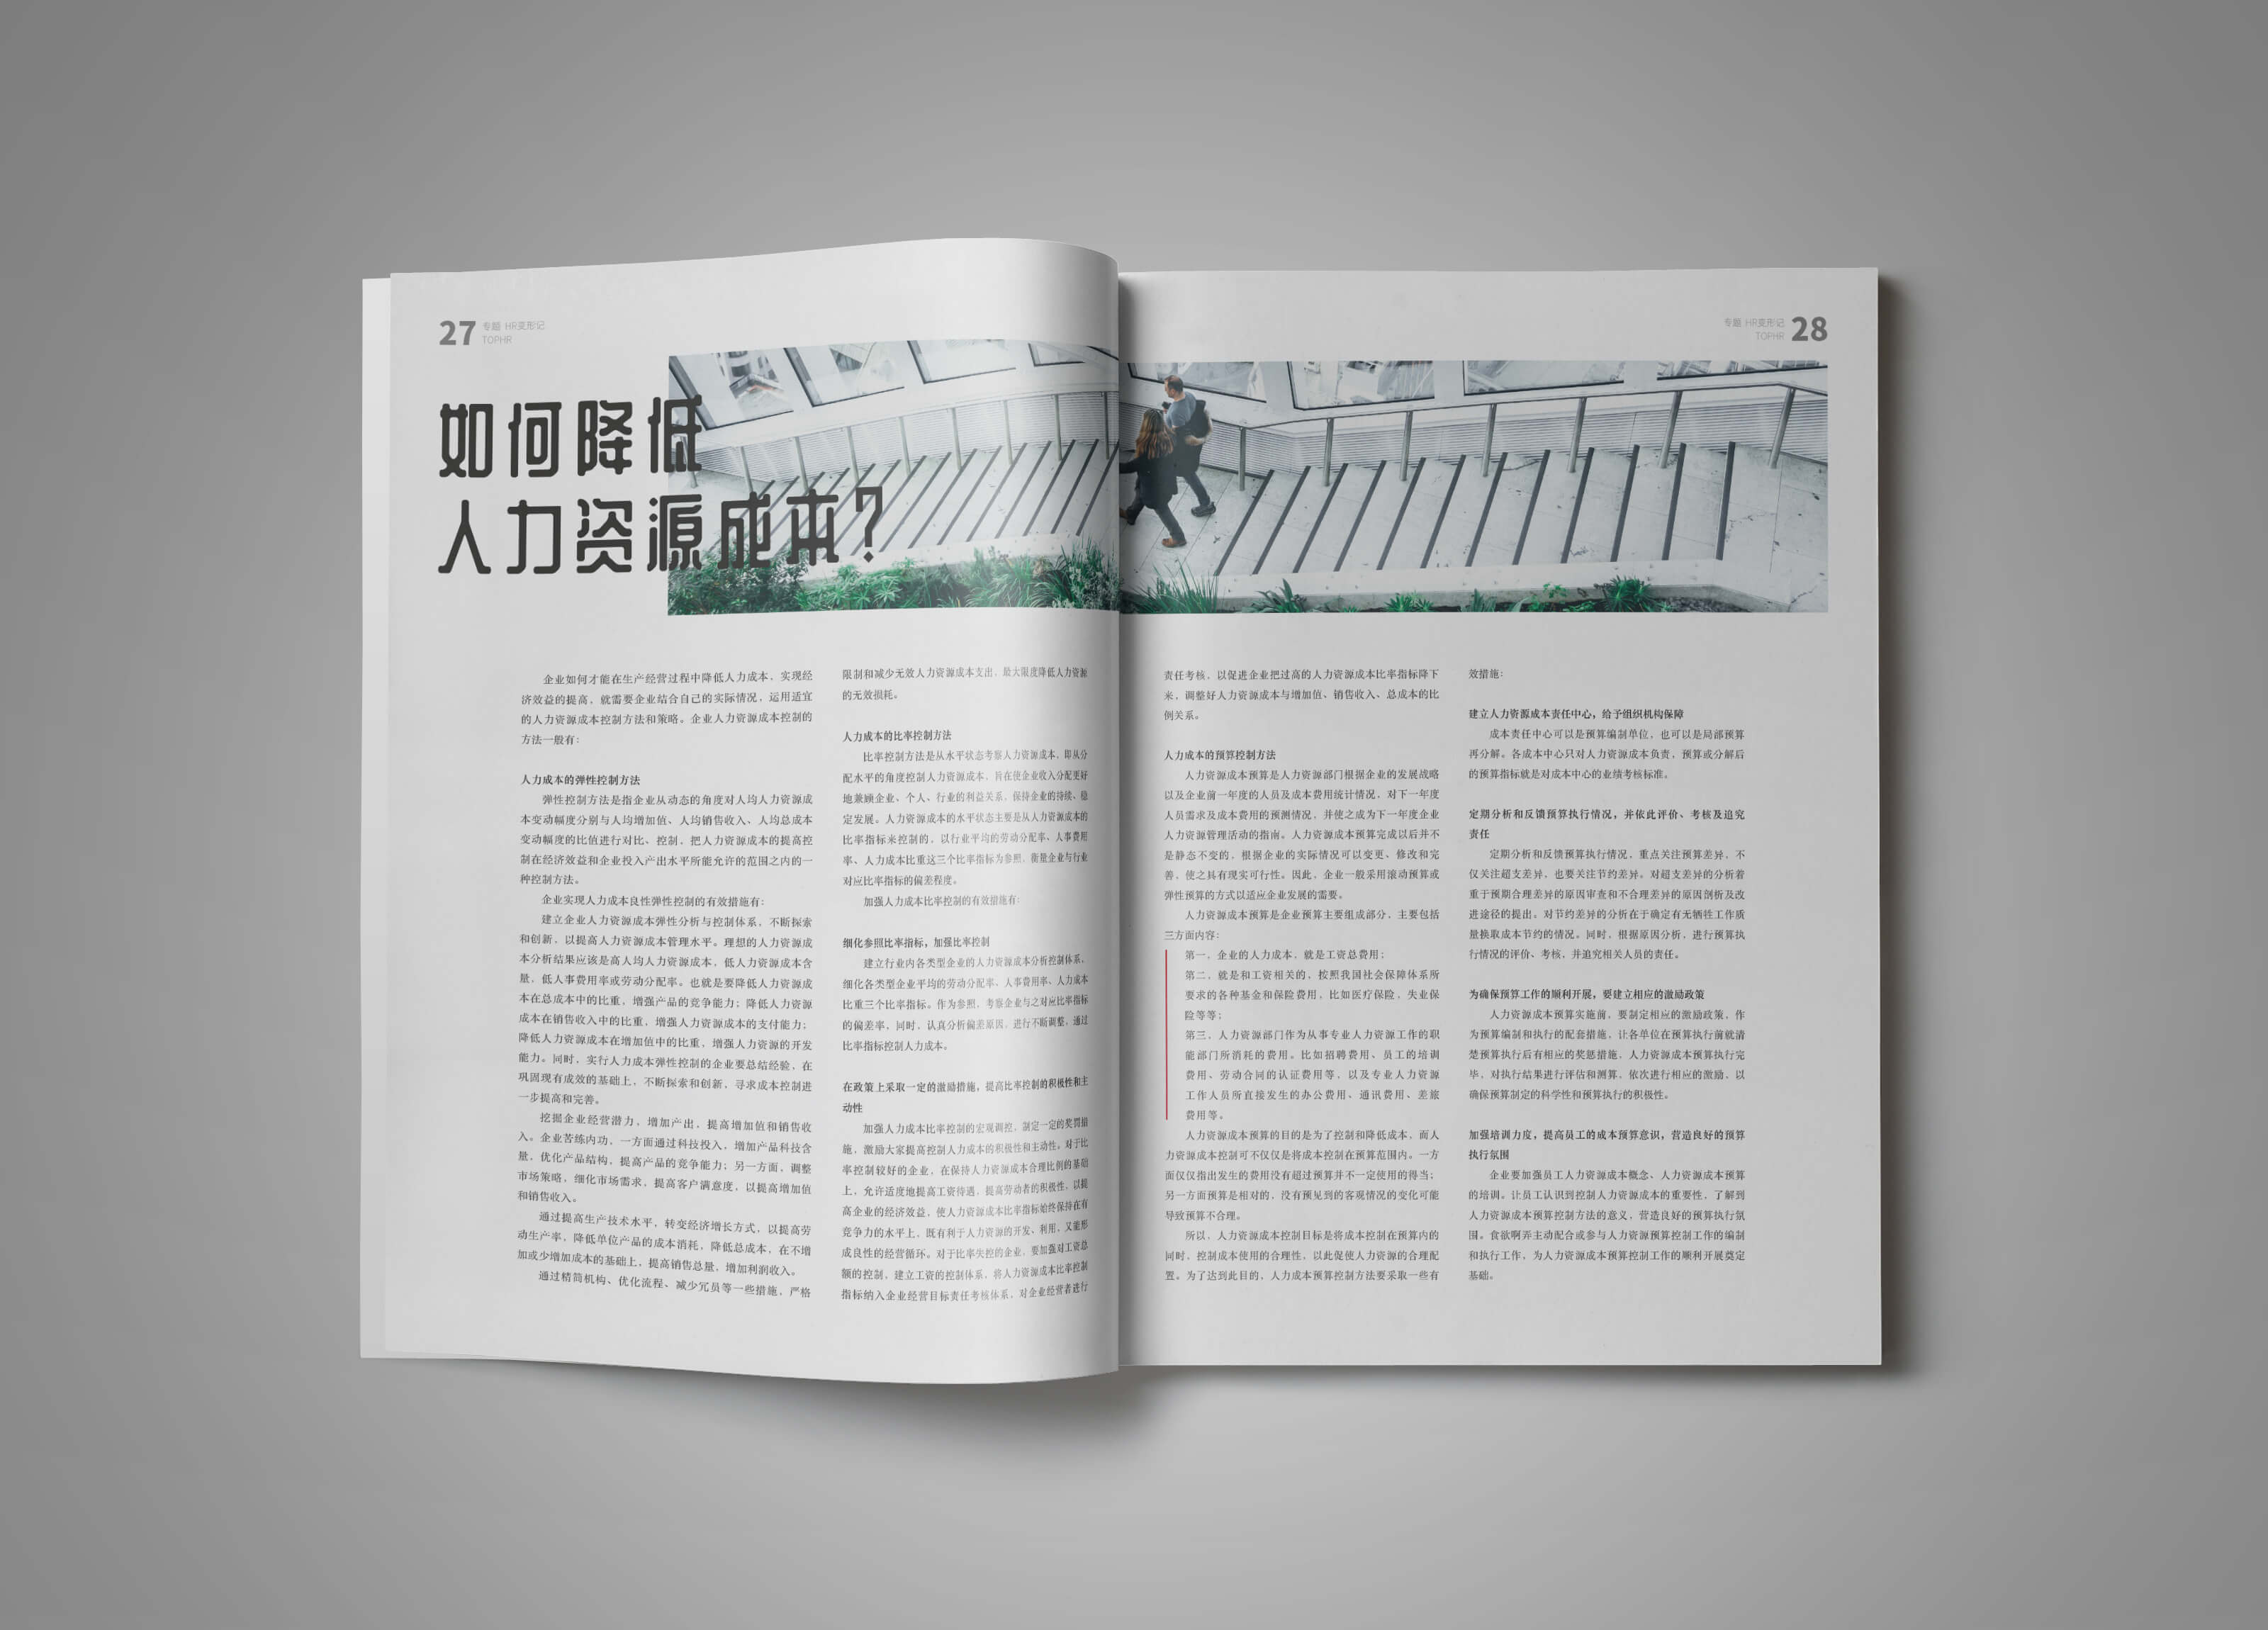 27
专题 HR变形记
TOPHR
如何降低
人力资源成本?
企业如何才能在生产经营过程中降低人力成本，实现经
济效益的提高，就需要企业结合自己的实际情况，运用适宜
的人力资源成本控制方法和策略。企业人力资源成本控制的
方法一般有：
人力成本的弹性控制方法
弹性控制方法是指企业从动态的角度对人均人力资源成
本变动幅度分别与人均增加值、人均销售收入、人均总成本
变动幅度的比值进行对比、控制，把人力资源成本的提高控
制在经济效益和企业投入产出水平所能允许的范围之内的一
种控制方法。
企业实现人力成本良性弹性控制的有效措施有：
建立企业人力资源成本弹性分析与控制体系，不断探索
和创新，以提高人力资源成本管理水平。理想的人力资源成
本分析结果应该是高人均人力资源成本，低人力资源成本含
量，低人事费用率或劳动分配率。也就是要降低人力资源成
本在总成本中的比重，增强产品的竞争能力；降低人力资源
成本在销售收入中的比重，增强人力资源成本的支付能力；
降低人力资源成本在增加值中的比重，增强人力资源的开发
能力。同时，实行人力成本弹性控制的企业要总结经验，在
巩固现有成效的基础上，不断探索和创新，寻求成本控制进
一步提高和完善。
挖掘企业经营潜力，增加产出，提高增加值和销售收
入。企业苦练内功，一方面通过科技投入，增加产品科技含
量，优化产品结构，提高产品的竞争能力；另一方面，调整
市场策略，细化市场需求，提高客户满意度，以提高增加值
和销售收入。
通过提高生产技术水平，转变经济增长方式，以提高劳
动生产率，降低单位产品的成本消耗，降低总成本，在不增
加或少增加成本的基础上，提高销售总量，增加利润收入。
通过精简机构、优化流程、减少冗员等一些措施，严格
限制和减少无效人力资源成本支出，最大限度降低人力资源
的无效损耗。
人力成本的比率控制方法
比率控制方法是从水平状态考察人力资源成本，即从分
配水平的角度控制人力资源成本，旨在使企业收入分配更好
地兼顾企业、个人、行业的利益关系，保持企业的持续、稳
定发展。人力资源成本的水平状态主要是从人力资源成本的
比率指标来控制的，以行业平均的劳动分配率、人事费用
率、人力成本比重这三个比率指标为参照，衡量企业与行业
对应比率指标的偏差程度。
加强人力成本比率控制的有效措施有：
细化参照比率指标，加强比率控制
建立行业内各类型企业的人力资源成本分析控制体系，
细化各类型企业平均的劳动分配率、人事费用率、人力成本
比重三个比率指标。作为参照，考察企业与之对应比率指标
的偏差率，同时，认真分析偏差原因，进行不断调整，通过
比率指标控制人力成本。
在政策上采取一定的激励措施，提高比率控制的积极性和主
动性
加强人力成本比率控制的宏观调控，制定一定的奖罚措
施，激励大家提高控制人力成本的积极性和主动性。对于比
率控制较好的企业，在保持人力资源成本合理比例的基础
上，允许适度地提高工资待遇，提高劳动者的积极性，以提
高企业的经济效益，使人力资源成本比率指标始终保持在有
竞争力的水平上，既有利于人力资源的开发、利用，又能形
成良性的经营循环。对于比率失控的企业，要加强对工资总
额的控制，建立工资的控制体系，将人力资源成本比率控制
指标纳入企业经营目标责任考核体系，对企业经营者进行
专题 HR变形记
TOPHR
28
责任考核，以促进企业把过高的人力资源成本比率指标降下
来，调整好人力资源成本与增加值、销售收入、总成本的比
例关系。
人力成本的预算控制方法
人力资源成本预算是人力资源部门根据企业的发展战略
以及企业前一年度的人员及成本费用统计情况，对下一年度
人员需求及成本费用的预测情况，并使之成为下一年度企业
人力资源管理活动的指南。人力资源成本预算完成以后并不
是静态不变的，根据企业的实际情况可以变更、修改和完
善，使之具有现实可行性。因此，企业一般采用滚动预算或
弹性预算的方式以适应企业发展的需要。
人力资源成本预算是企业预算主要组成部分，主要包括
三方面内容：
第一，企业的人力成本，就是工资总费用；
第二，就是和工资相关的，按照我国社会保障体系所
要求的各种基金和保险费用，比如医疗保险，失业保
险等等；
第三，人力资源部门作为从事专业人力资源工作的职
能部门所消耗的费用。比如招聘费用、员工的培训
费用、劳动合同的认证费用等，以及专业人力资源
工作人员所直接发生的办公费用、通讯费用、差旅
费用等。
人力资源成本预算的目的是为了控制和降低成本，而人
力资源成本控制可不仅仅是将成本控制在预算范围内。一方
面仅仅指出发生的费用没有超过预算并不一定使用的得当；
另一方面预算是相对的，没有预见到的客观情况的变化可能
导致预算不合理。
所以，人力资源成本控制目标是将成本控制在预算内的
同时，控制成本使用的合理性，以此促使人力资源的合理配
置。为了达到此目的，人力成本预算控制方法要采取一些有
效措施：
建立人力资源成本责任中心，给予组织机构保障
成本责任中心可以是预算编制单位，也可以是局部预算
再分解。各成本中心只对人力资源成本负责，预算或分解后
的预算指标就是对成本中心的业绩考核标准。
定期分析和反馈预算执行情况，并依此评价、考核及追究
责任
定期分析和反馈预算执行情况，重点关注预算差异，不
仅关注超支差异，也要关注节约差异。对超支差异的分析着
重于预期合理差异的原因审查和不合理差异的原因剖析及改
进途径的提出。对节约差异的分析在于确定有无牺牲工作质
量换取成本节约的情况。同时，根据原因分析，进行预算执
行情况的评价、考核，并追究相关人员的责任。
为确保预算工作的顺利开展，要建立相应的激励政策
人力资源成本预算实施前，要制定相应的激励政策，作
为预算编制和执行的配套措施，让各单位在预算执行前就清
楚预算执行后有相应的奖惩措施，人力资源成本预算执行完
毕，对执行结果进行评估和测算，依次进行相应的激励，以
确保预算制定的科学性和预算执行的积极性。
加强培训力度，提高员工的成本预算意识，营造良好的预算
执行氛围
企业要加强员工人力资源成本概念、人力资源成本预算
的培训。让员工认识到控制人力资源成本的重要性，了解到
人力资源成本预算控制方法的意义，营造良好的预算执行氛
围。食欲啊弄主动配合或参与人力资源预算控制工作的编制
和执行工作，为人力资源成本预算控制工作的顺利开展奠定
基础。